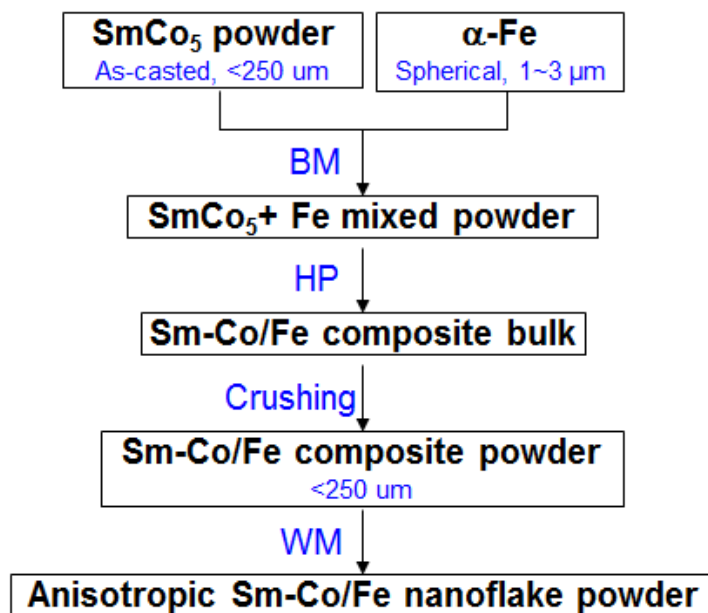 SmCo₅ powder
As-casted, <250 um
α-Fe
Spherical, 1~3 µm
BM
SmCo₅+ Fe mixed powder
HP
Sm-Co/Fe composite bulk
Crushing
Sm-Co/Fe composite powder
<250 um
WM
Anisotropic Sm-Co/Fe nanoflake powder